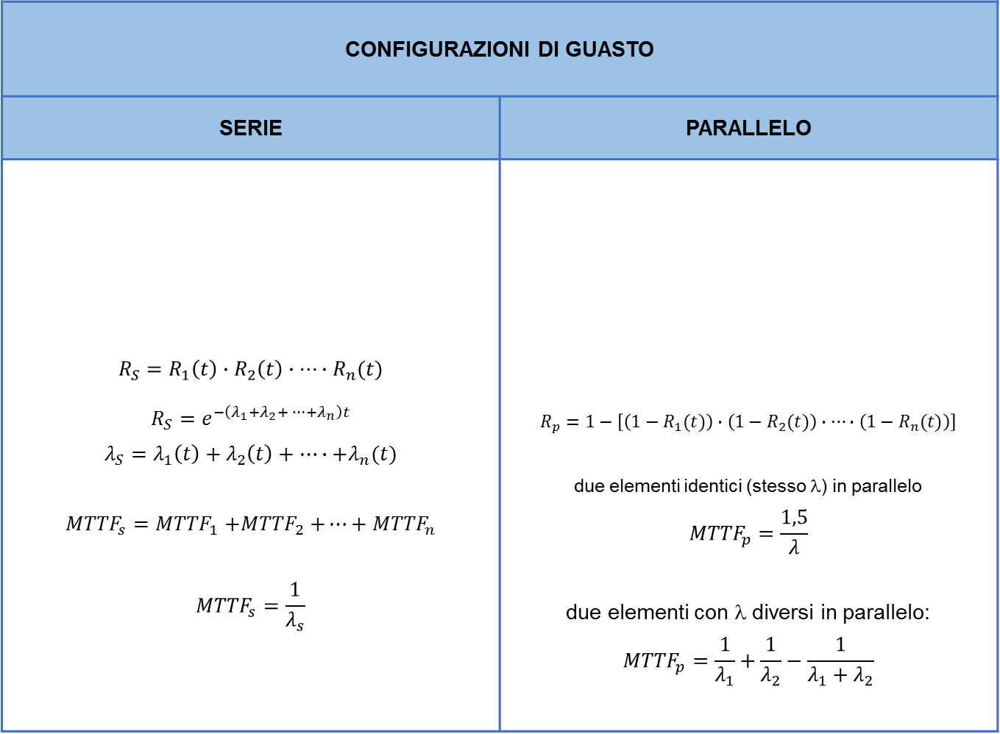 CONFIGURAZIONI DI GUASTO
SERIE
PARALLELO
R_S = R_1(t) · R_2(t) · ⋯ · R_n(t)
R_S = e^{−(λ_1+λ_2+ ⋯+λ_n)t}
λ_S = λ_1(t) + λ_2(t) + ⋯ · +λ_n(t)
MTTF_s = MTTF_1 +MTTF_2 + ⋯ + MTTF_n
MTTF_s = 1/λ_s
R_p = 1 − [(1 − R_1(t)) · (1 − R_2(t)) · ⋯ · (1 − R_n(t))]
due elementi identici (stesso λ) in parallelo
MTTF_p = 1,5/λ
due elementi con λ diversi in parallelo:
MTTF_p = 1/λ_1 + 1/λ_2 − 1/(λ_1 + λ_2)